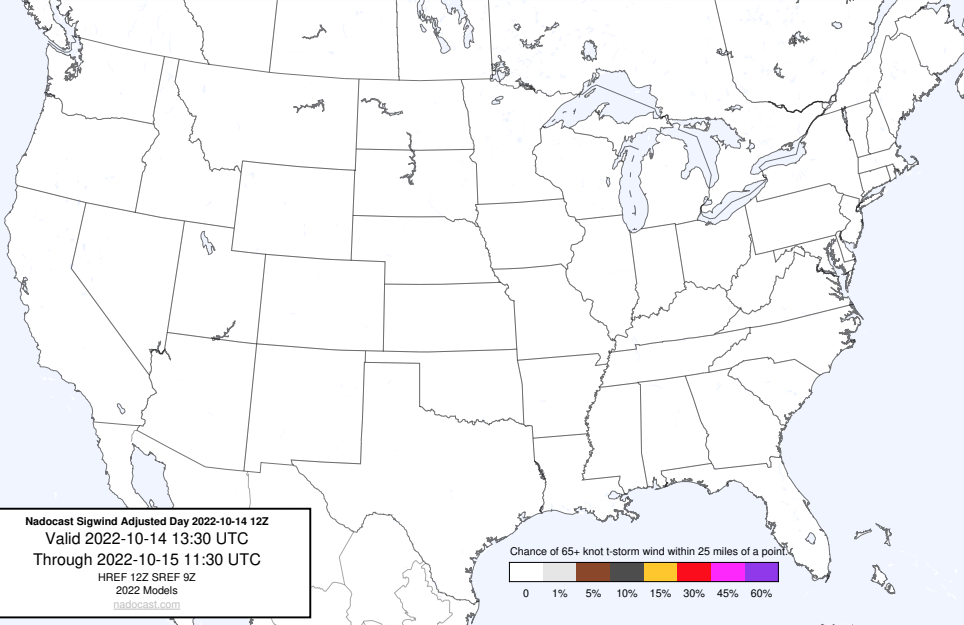 Nadocast Sigwind Adjusted Day 2022-10-14 12Z
Valid 2022-10-14 13:30 UTC
Through 2022-10-15 11:30 UTC
HREF 12Z SREF 9Z
2022 Models
nadocast.com
Chance of 65+ knot t-storm wind within 25 miles of a point.
0 1% 5% 10% 15% 30% 45% 60%